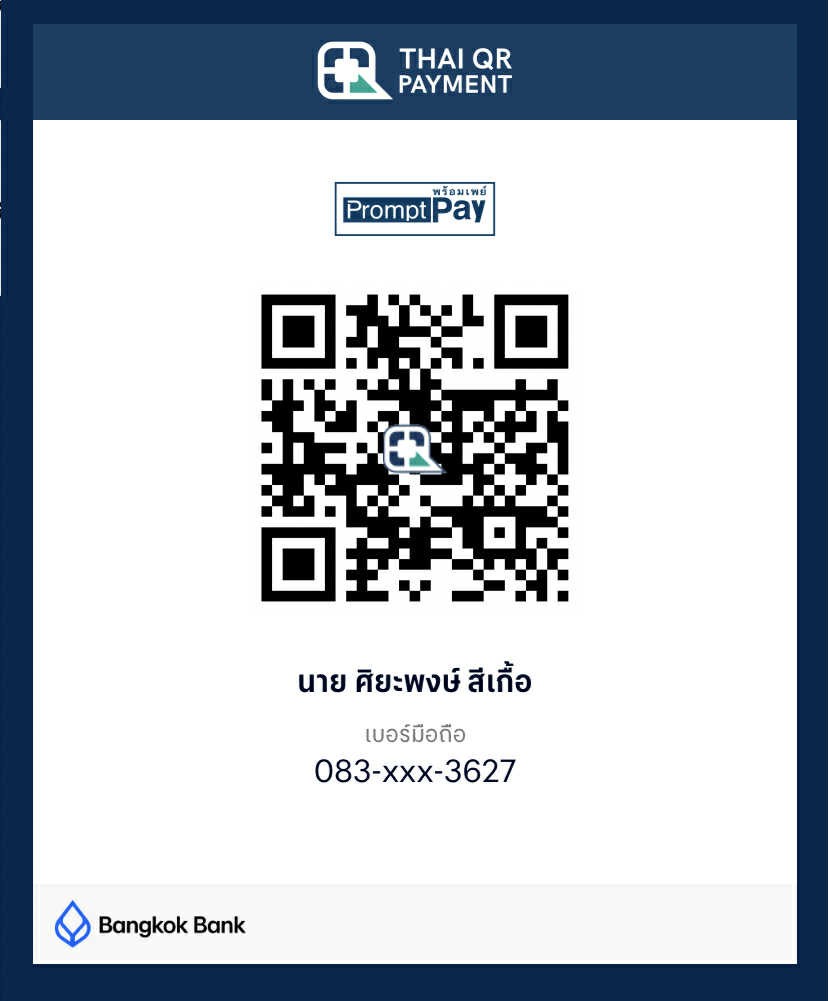 THAI QR
PAYMENT
พร้อมเพย์
PromptPay
นาย ศิยะพงษ์ สีเกื้อ
เบอร์มือถือ
083-xxx-3627
Bangkok Bank